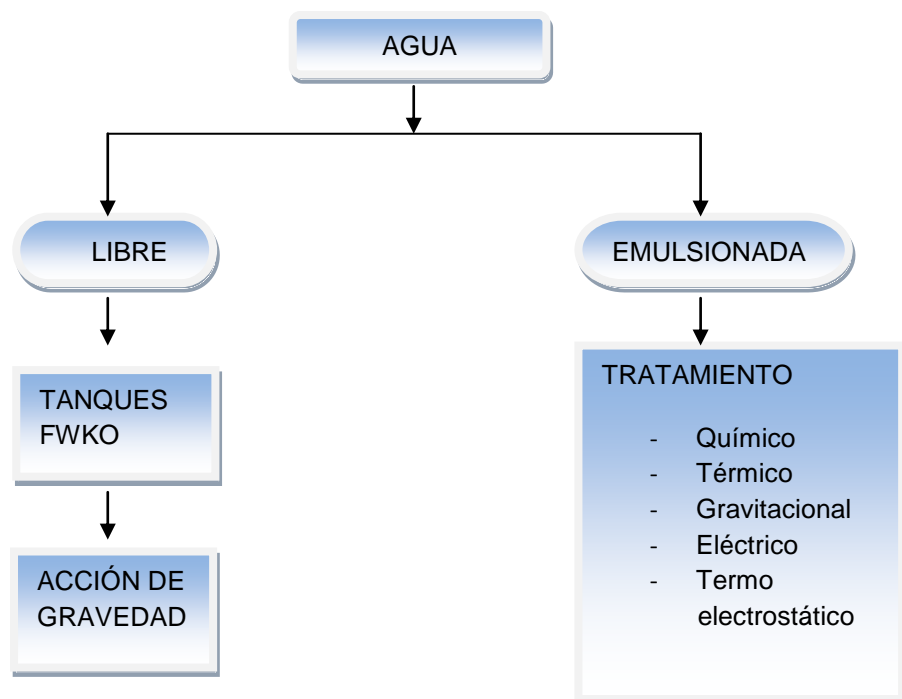 AGUA
LIBRE
EMULSIONADA
TANQUES
FWKO
ACCIÓN DE
GRAVEDAD
TRATAMIENTO
- Químico
- Térmico
- Gravitacional
- Eléctrico
- Termo
electrostático